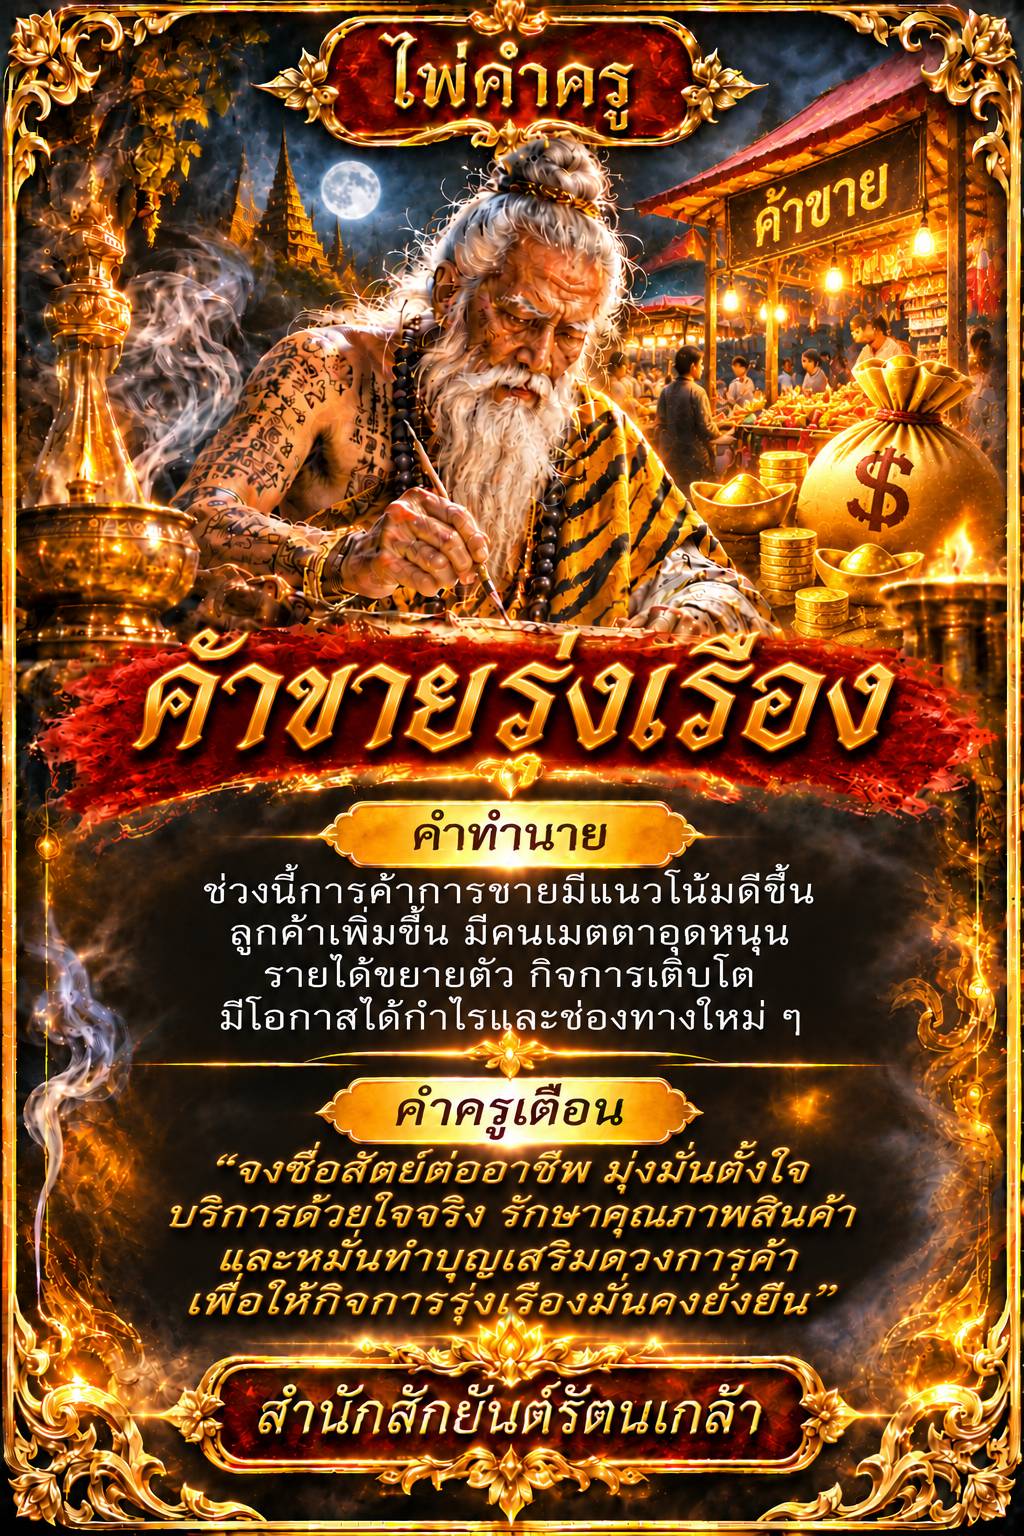 ไพ่คำครู
ค้าขาย
$
ค้าขายรุ่งเรือง
คำทำนาย
ช่วงนี้การค้าการขายมีแนวโน้มดีขึ้น
ลูกค้าเพิ่มขึ้น มีคนเมตตาอุดหนุน
รายได้ขยายตัว กิจการเติบโต
มีโอกาสได้กำไรและช่องทางใหม่ ๆ
คำครูเตือน
“จงซื่อสัตย์ต่ออาชีพ มุ่งมั่นตั้งใจ
บริการด้วยใจจริง รักษาคุณภาพสินค้า
และหมั่นทำบุญเสริมดวงการค้า
เพื่อให้กิจการรุ่งเรืองมั่นคงยั่งยืน”
สำนักสักยันต์รัตนเกล้า